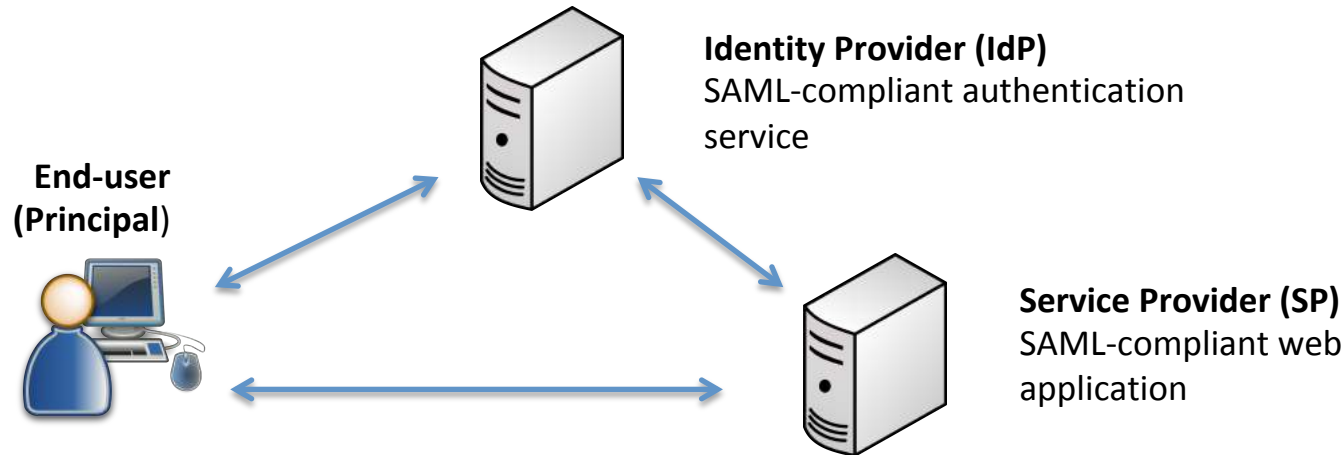 Identity Provider (IdP)
SAML-compliant authentication
service
End-user
(Principal)
Service Provider (SP)
SAML-compliant web
application